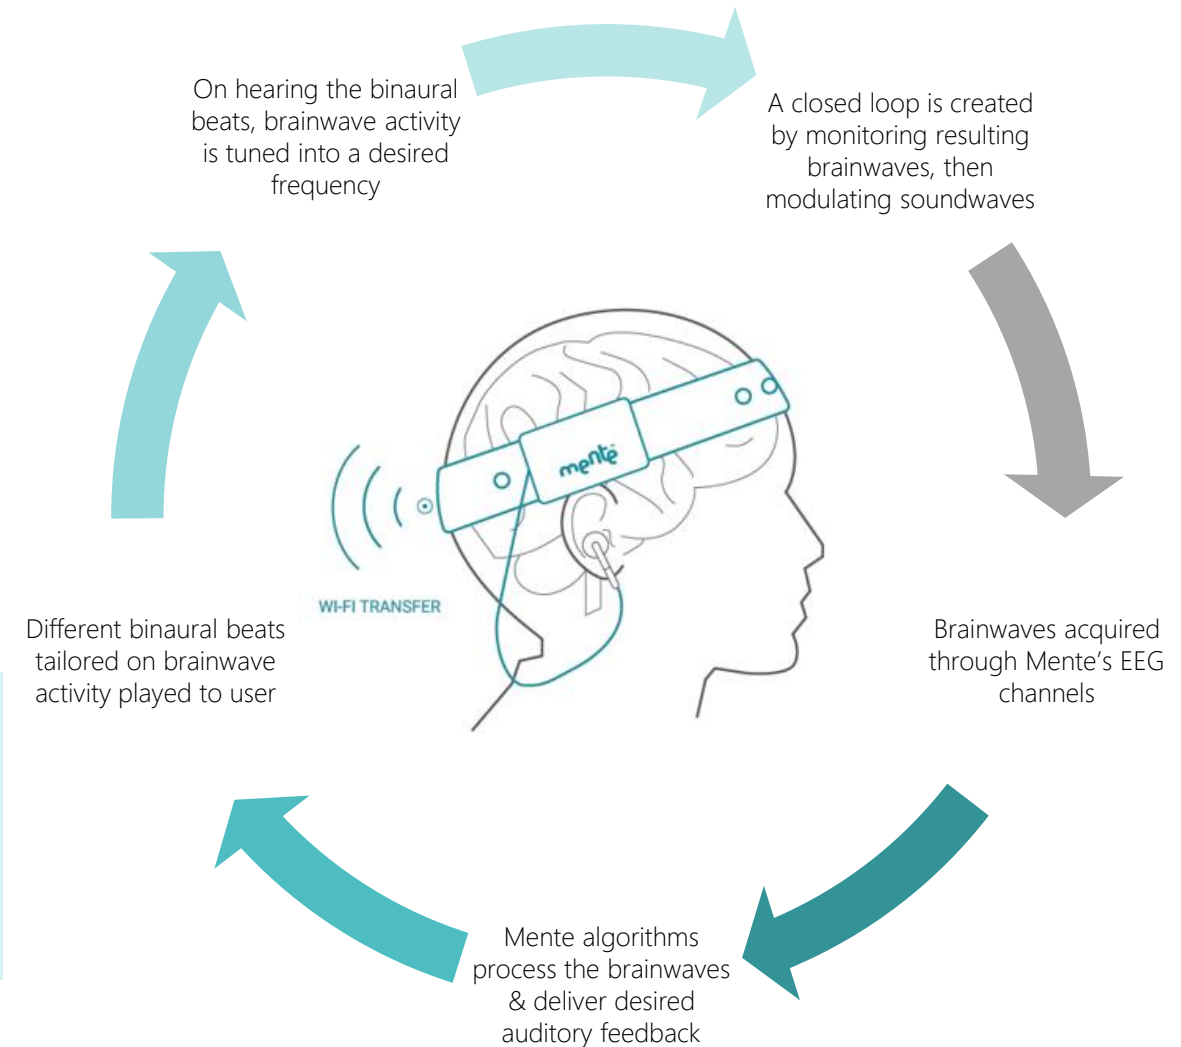 On hearing the binaural
beats, brainwave activity
is tuned into a desired
frequency
A closed loop is created
by monitoring resulting
brainwaves, then
modulating soundwaves
mente
WI-FI TRANSFER
Different binaural beats
tailored on brainwave
activity played to user
Brainwaves acquired
through Mente’s EEG
channels
Mente algorithms
process the brainwaves
& deliver desired
auditory feedback